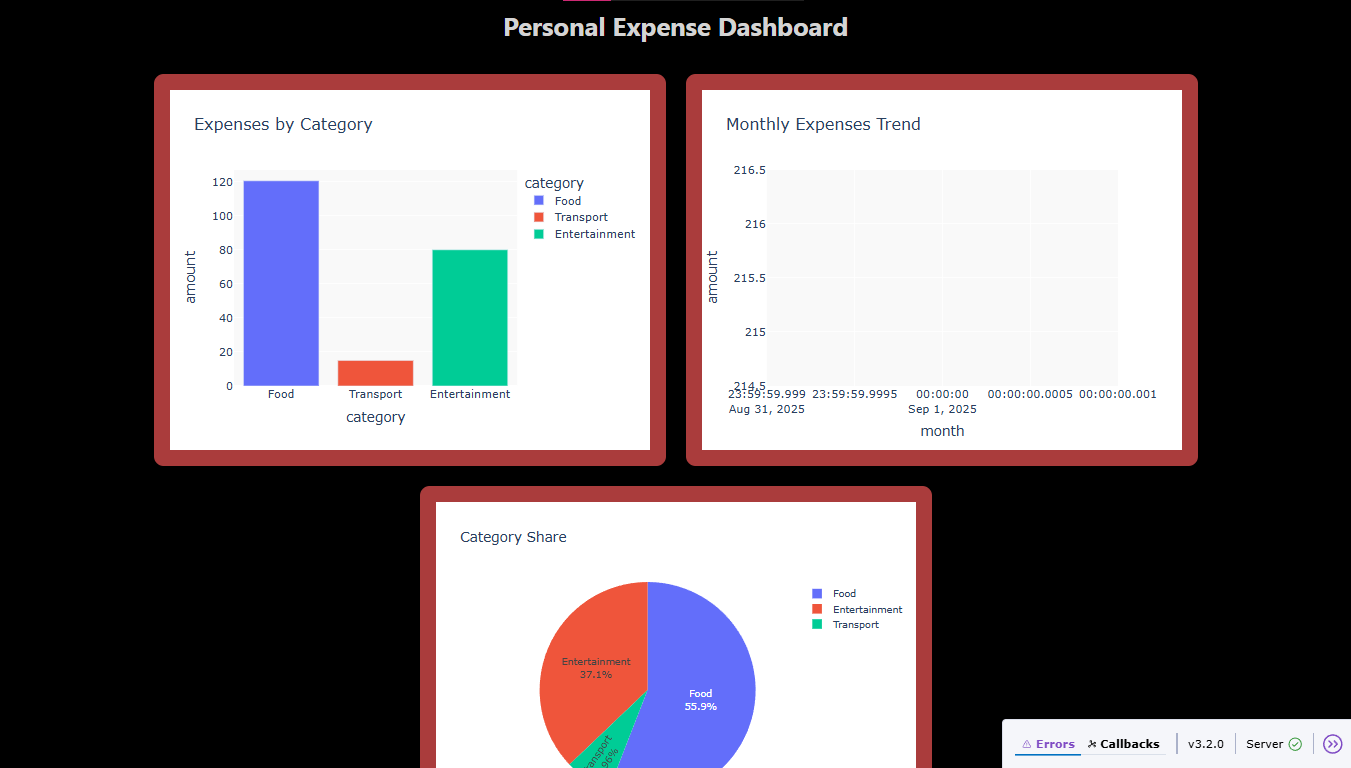 Personal Expense Dashboard
Expenses by Category
120
100
80
60
40
20
0
amount
Food
Transport
Entertainment
category
category
Food
Transport
Entertainment
Monthly Expenses Trend
216.5
216
215.5
215
214.5
amount
23:59:59.999 23:59:59.9995 00:00:00 00:00:00.0005 00:00:00.001
Aug 31, 2025 Sep 1, 2025
month
Category Share
Entertainment
37.1%
Food
55.9%
Food
Entertainment
Transport
Errors Callbacks v3.2.0 Server